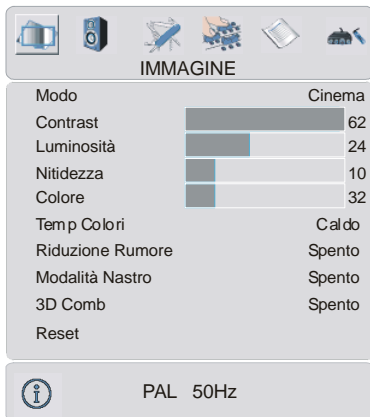 IMMAGINE
Modo Cinema
Contrast 62
Luminosità 24
Nitidezza 10
Colore 32
Temp Colori Caldo
Riduzione Rumore Spento
Modalità Nastro Spento
3D Comb Spento
Reset
PAL 50Hz